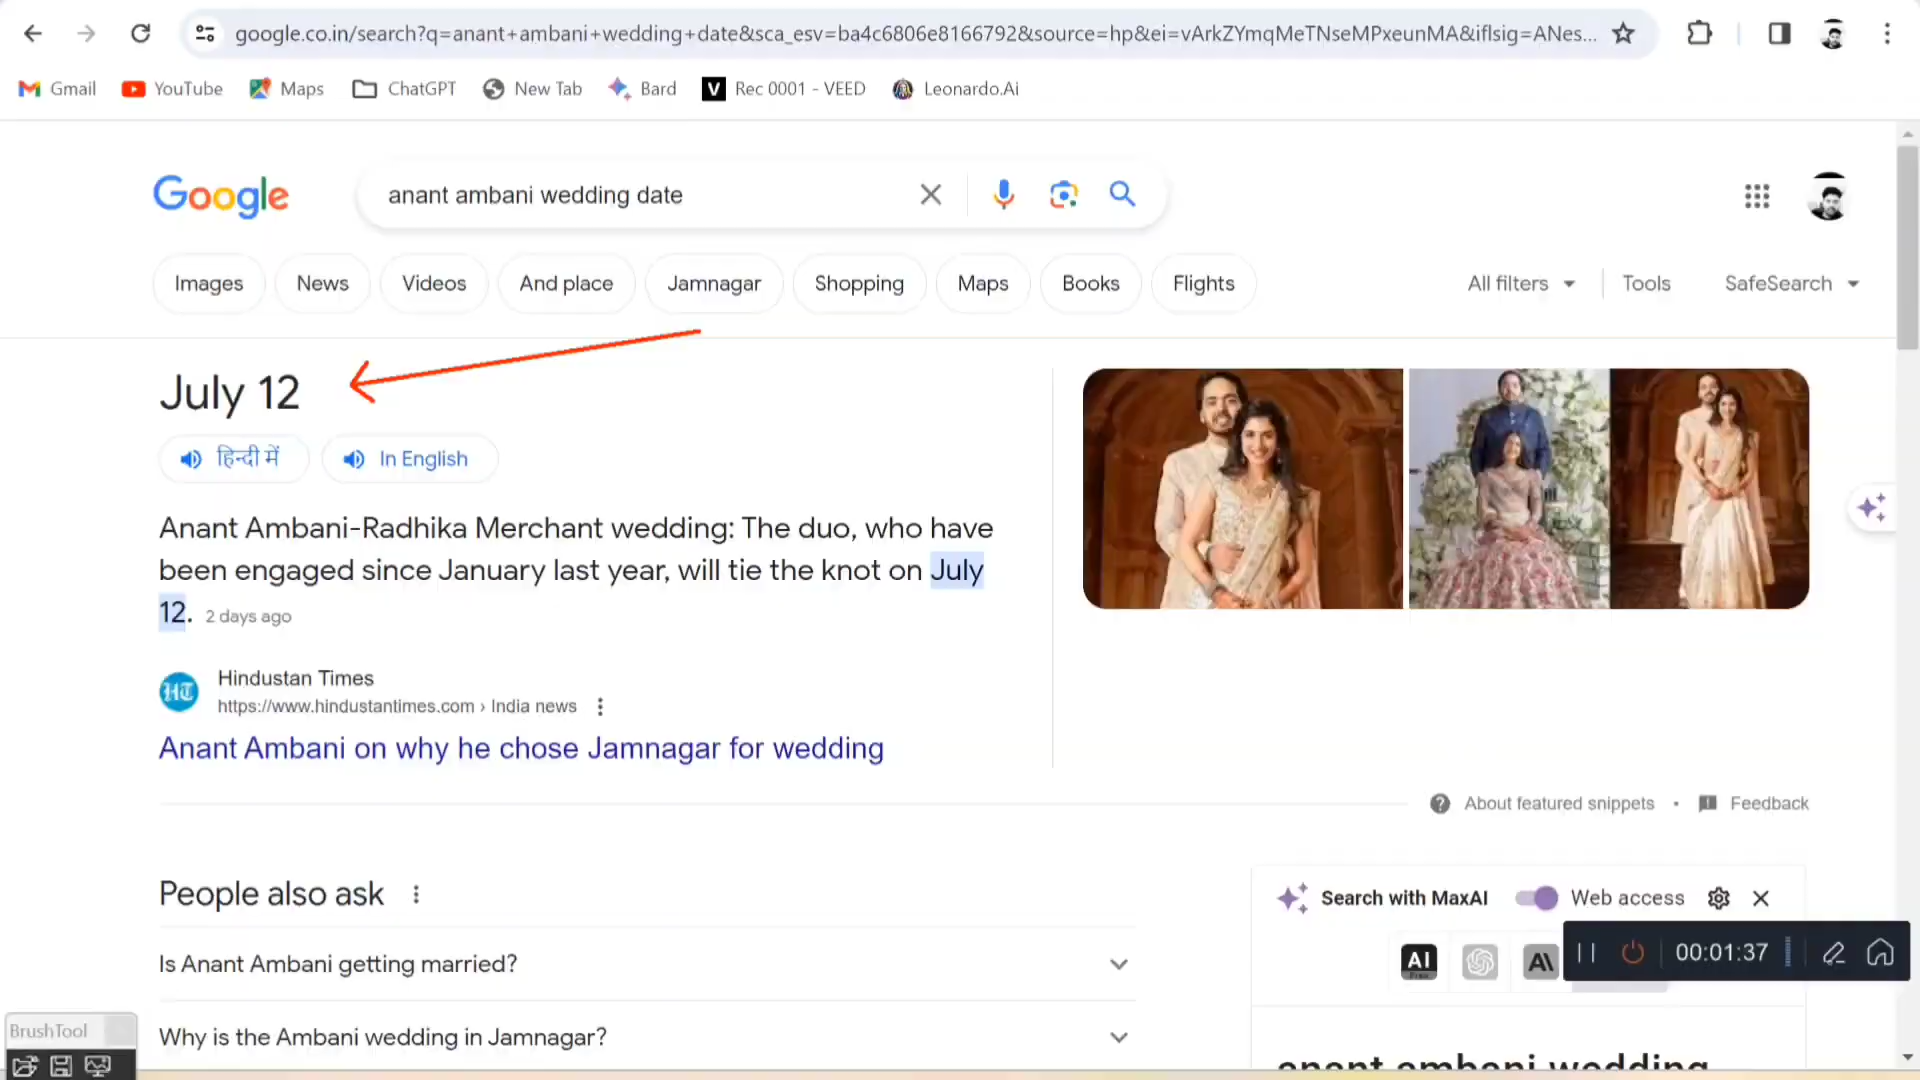 google.co.in/search?q=anant+ambani+wedding+date&sca_esv=ba4c6806e8166792&source=hp&ei=vArkZYmqMeTNseMPxeunMA&iflsig=ANes...
Gmail YouTube Maps ChatGPT New Tab Bard V Rec 0001 - VEED Leonardo.Ai
Google anant ambani wedding date
Images News Videos And place Jamnagar Shopping Maps Books Flights All filters Tools SafeSearch
July 12
हिन्दी में In English
Anant Ambani-Radhika Merchant wedding: The duo, who have
been engaged since January last year, will tie the knot on July
12. 2 days ago
HT Hindustan Times
https://www.hindustantimes.com › India news
Anant Ambani on why he chose Jamnagar for wedding
About featured snippets • Feedback
People also ask
Search with MaxAI Web access
Is Anant Ambani getting married?
AI Free
00:01:37
BrushTool
Why is the Ambani wedding in Jamnagar?
anant ambani wedding